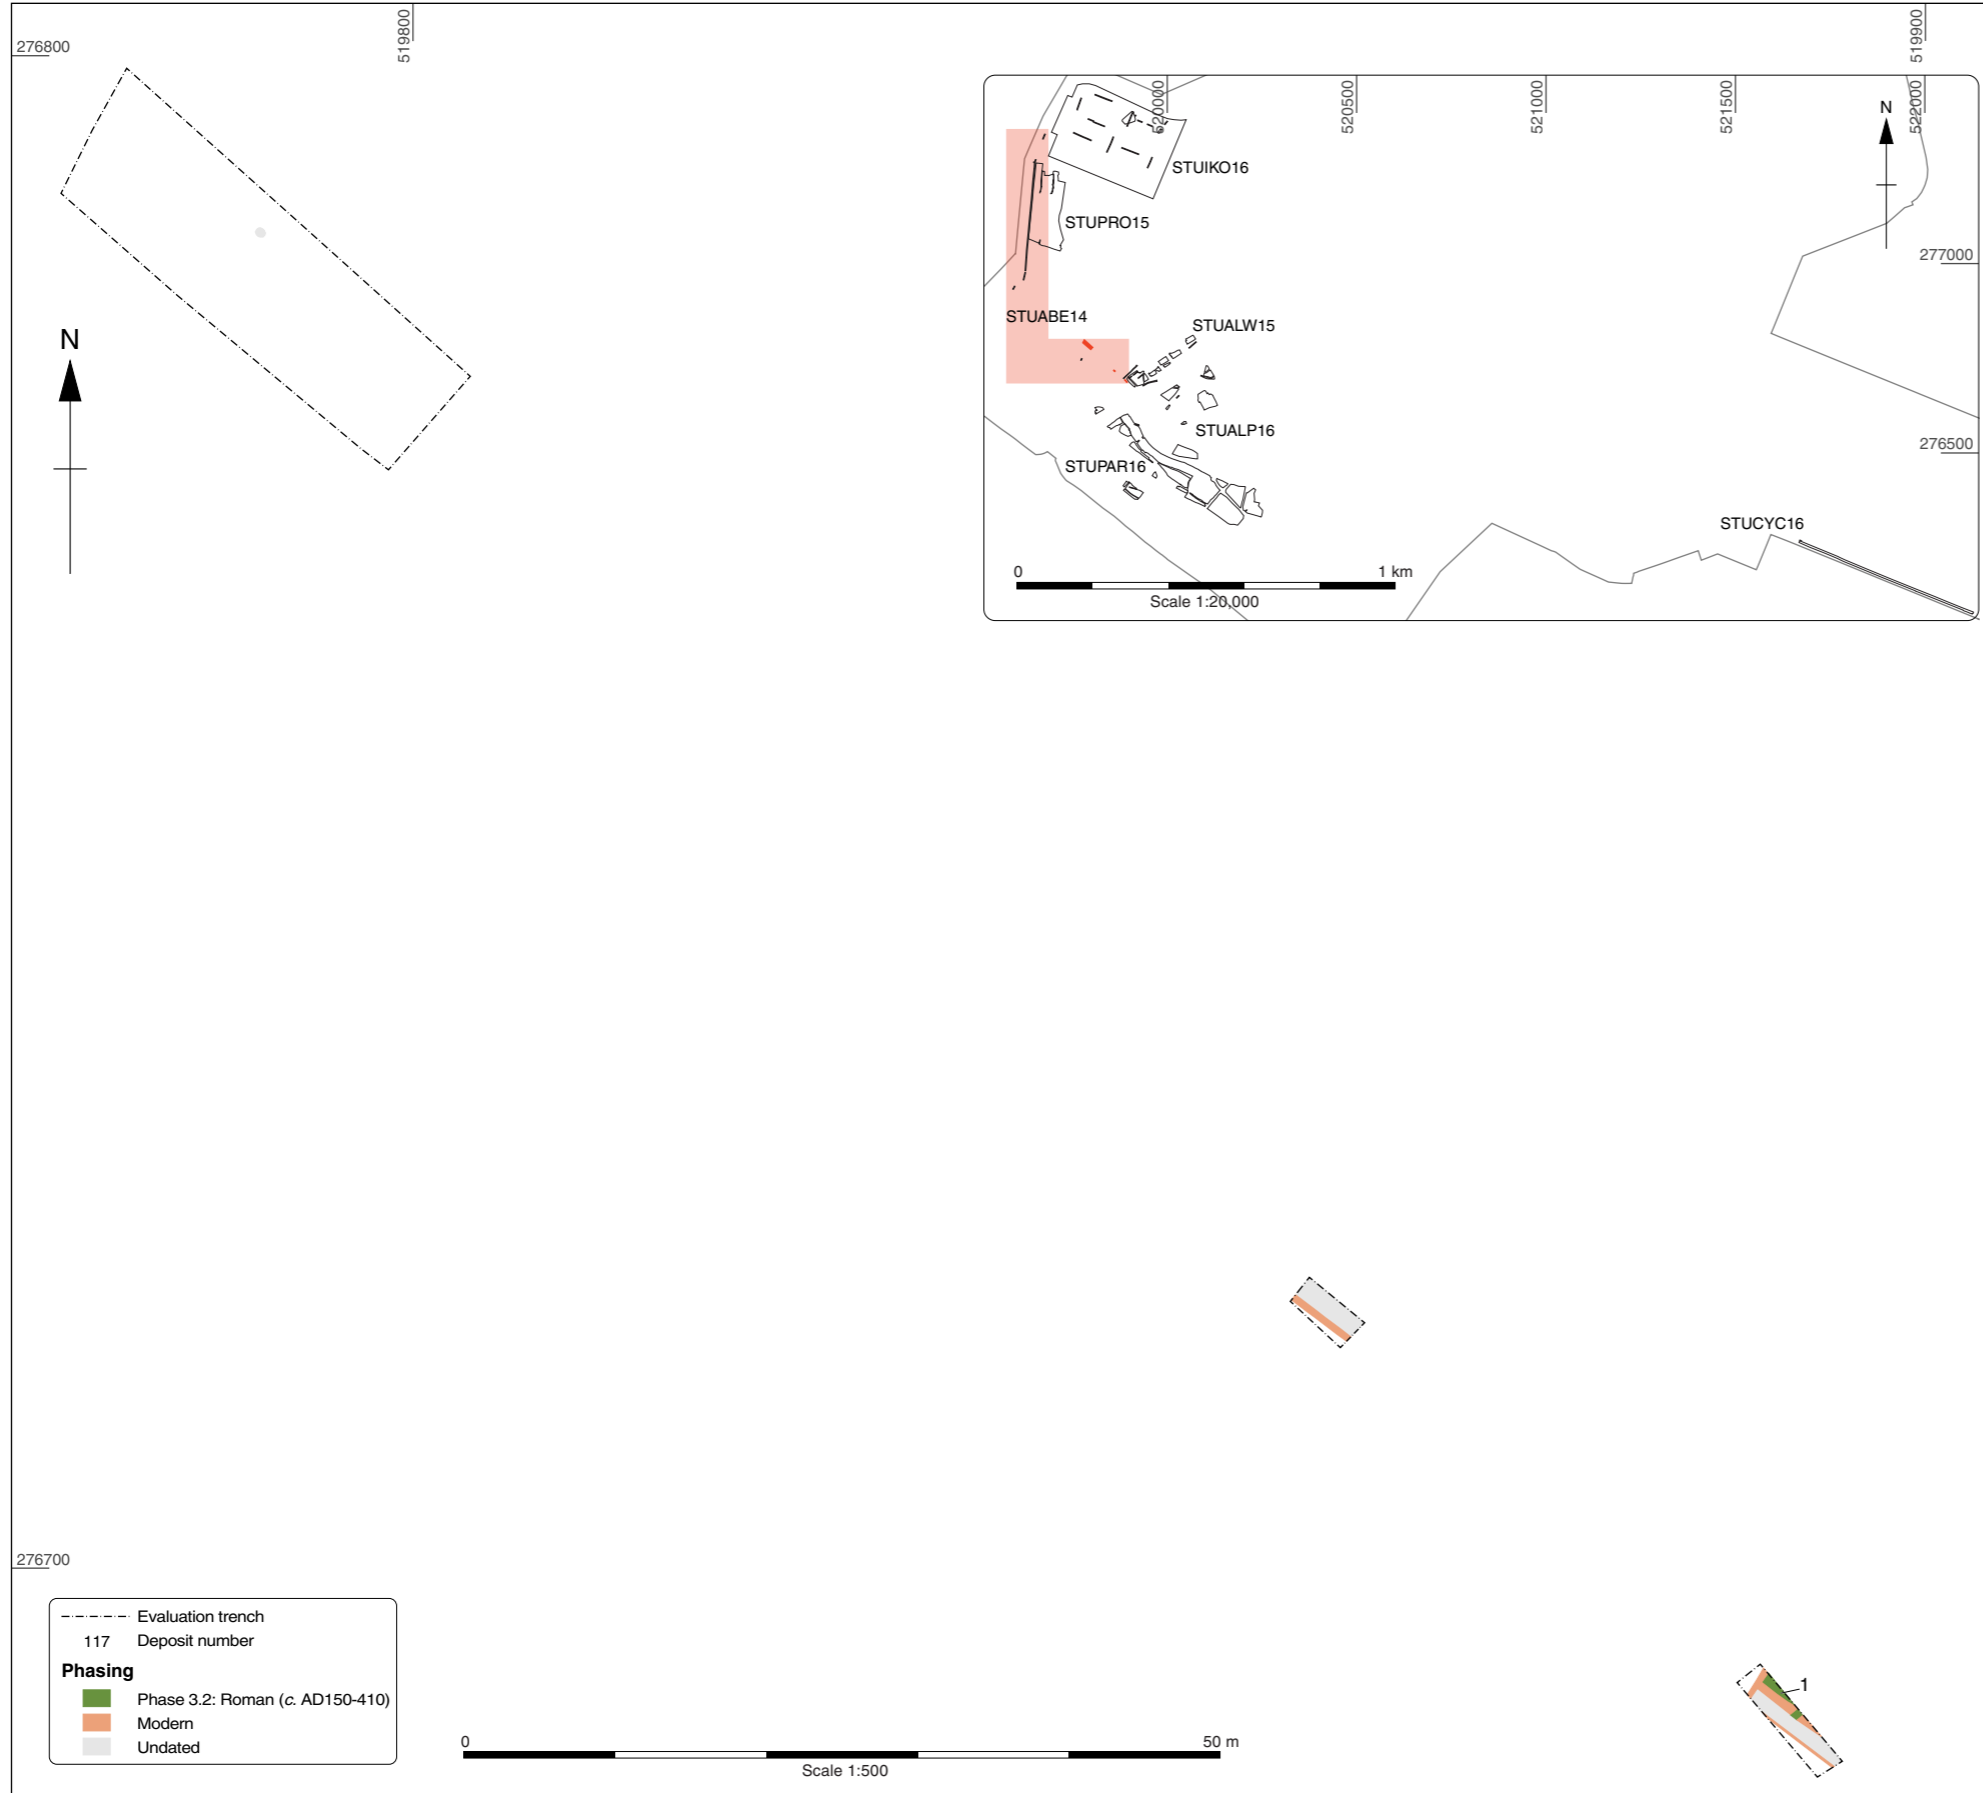 519800
519900
276800
520000
520500
521000
521500
522000
N
STUIKO16
STUPRO15
277000
STUABE14
STUALW15
N
STUALP16
276500
STUPAR16
STUCYC16
0 1 km
Scale 1:20,000
276700
Evaluation trench
117 Deposit number
Phasing
Phase 3.2: Roman (c. AD150-410)
Modern
Undated
1
0 50 m
Scale 1:500